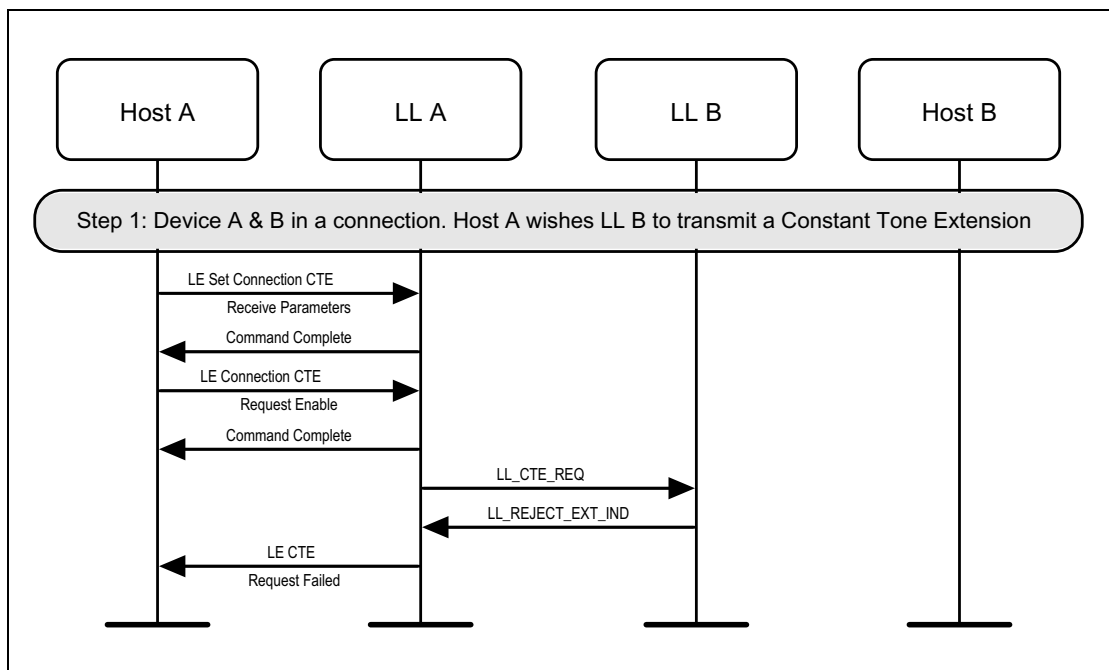 Host A
LL A
LL B
Host B
Step 1: Device A & B in a connection. Host A wishes LL B to transmit a Constant Tone Extension
LE Set Connection CTE
Receive Parameters
Command Complete
LE Connection CTE
Request Enable
Command Complete
LL_CTE_REQ
LL_REJECT_EXT_IND
LE CTE
Request Failed